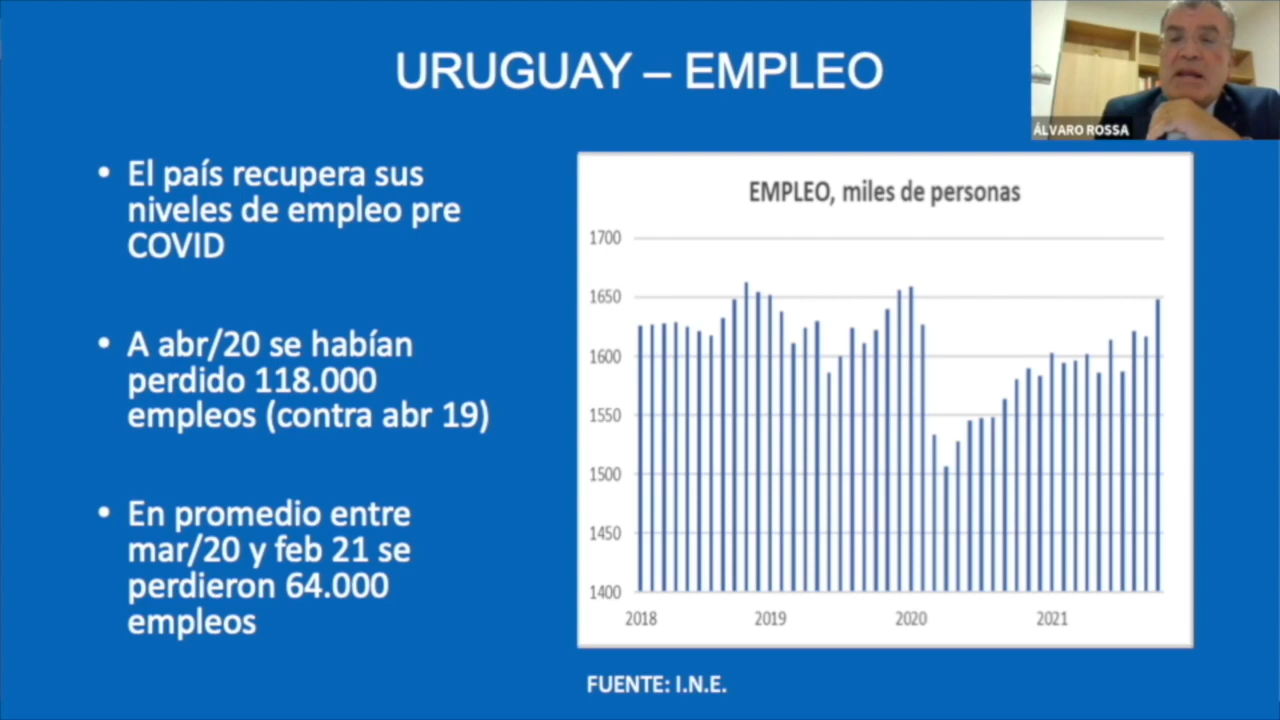 URUGUAY – EMPLEO
ÁLVARO ROSSA
• El país recupera sus
niveles de empleo pre
COVID
• A abr/20 se habían
perdido 118.000
empleos (contra abr 19)
• En promedio entre
mar/20 y feb 21 se
perdieron 64.000
empleos
EMPLEO, miles de personas
1700
1650
1600
1550
1500
1450
1400
2018 2019 2020 2021
FUENTE: I.N.E.